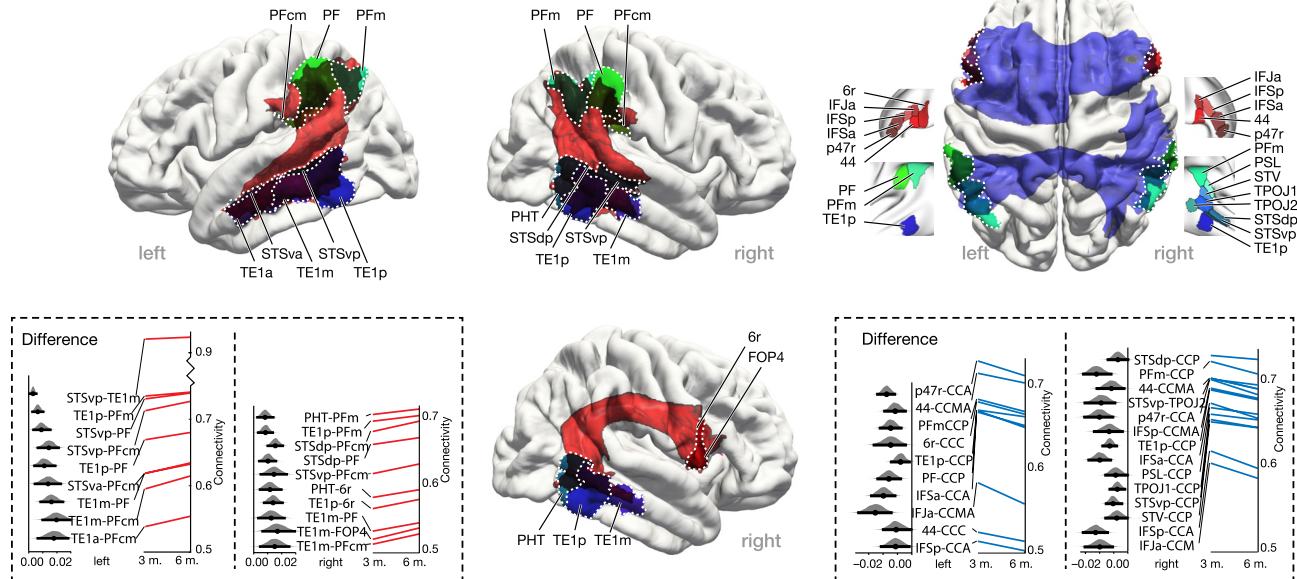 PFcm PF PFm
left
STSva STSvp
TE1a TE1m TE1p
PFm PF PFcm
PHT
STSdp STSvp
TE1p TE1m
right
6r
IFJa
IFSp
IFSa
p47r
44
PF
PFm
TE1p
left
right
IFJa
IFSp
IFSa
44
p47r
PFm
PSL
STV
TPOJ1
TPOJ2
STSdp
STSvp
TE1p
Difference
STSvp-TE1m
TE1p-PFm
STSvp-PF
STSvp-PFcm
TE1p-PF
STSva-PFcm
TE1m-PF
TE1m-PFcm
TE1a-PFcm
0.9
0.7
0.6
0.5
Connectivity
0.00 0.02 left 3 m. 6 m.
PHT-PFm
TE1p-PFm
STSdp-PFcm
STSdp-PF
STSvp-PFcm
PHT-6r
TE1p-6r
TE1m-PF
TE1m-FOP4
TE1m-PFcm
0.7
0.6
0.5
Connectivity
0.00 0.02 right 3 m. 6 m.
6r
FOP4
PHT TE1p TE1m
right
Difference
p47r-CCA
44-CCMA
PFmCCP
6r-CCC
TE1p-CCP
PF-CCP
IFSa-CCA
IFJa-CCMA
44-CCC
IFSp-CCA
0.7
0.6
0.5
Connectivity
−0.02 0.00 left 3 m. 6 m.
STSdp-CCP
PFm-CCP
44-CCMA
STSvp-TPOJ2
p47r-CCA
IFSp-CCMA
TE1p-CCP
IFSa-CCA
PSL-CCP
TPOJ1-CCP
STSvp-CCP
STV-CCP
IFSp-CCA
IFJa-CCM
0.7
0.6
0.5
Connectivity
−0.02 0.00 right 3 m. 6 m.